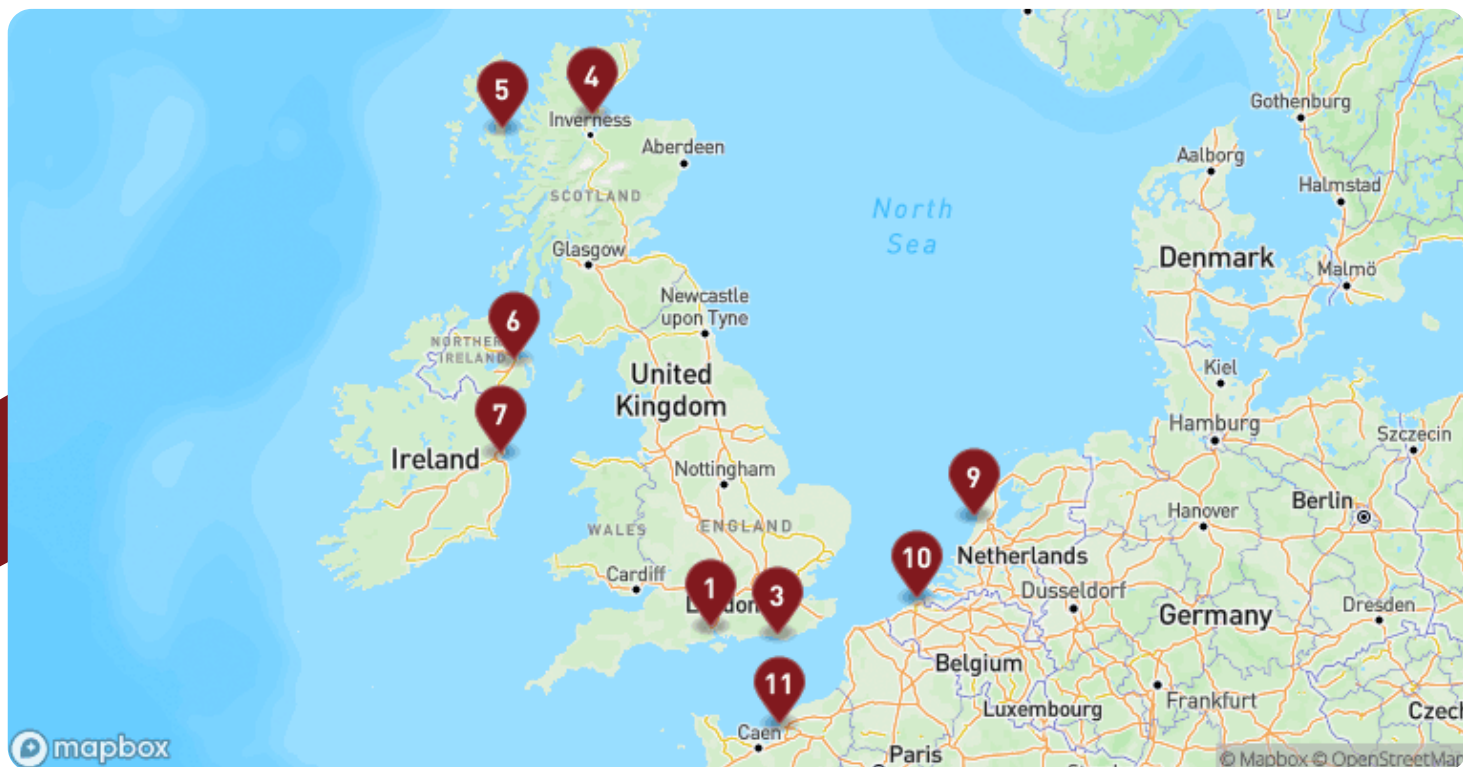 5
4
Inverness
Aberdeen
SCOTLAND
Glasgow
North
Sea
Gothenburg
Aalborg
Halmstad
Denmark
Malmö
Newcastle
upon Tyne
6
NORTHER
IRELAND
United
Kingdom
7
Ireland
Nottingham
WALES
ENGLAND
Cardiff
1
3
Kiel
Hamburg
Szczecin
9
Hanover
Berlin
10
Netherlands
Dusseldorf
Germany
Dresden
Belgium
11
Caen
Luxembourg
Frankfurt
Czech
Paris
mapbox
© Mapbox © OpenStreetMap